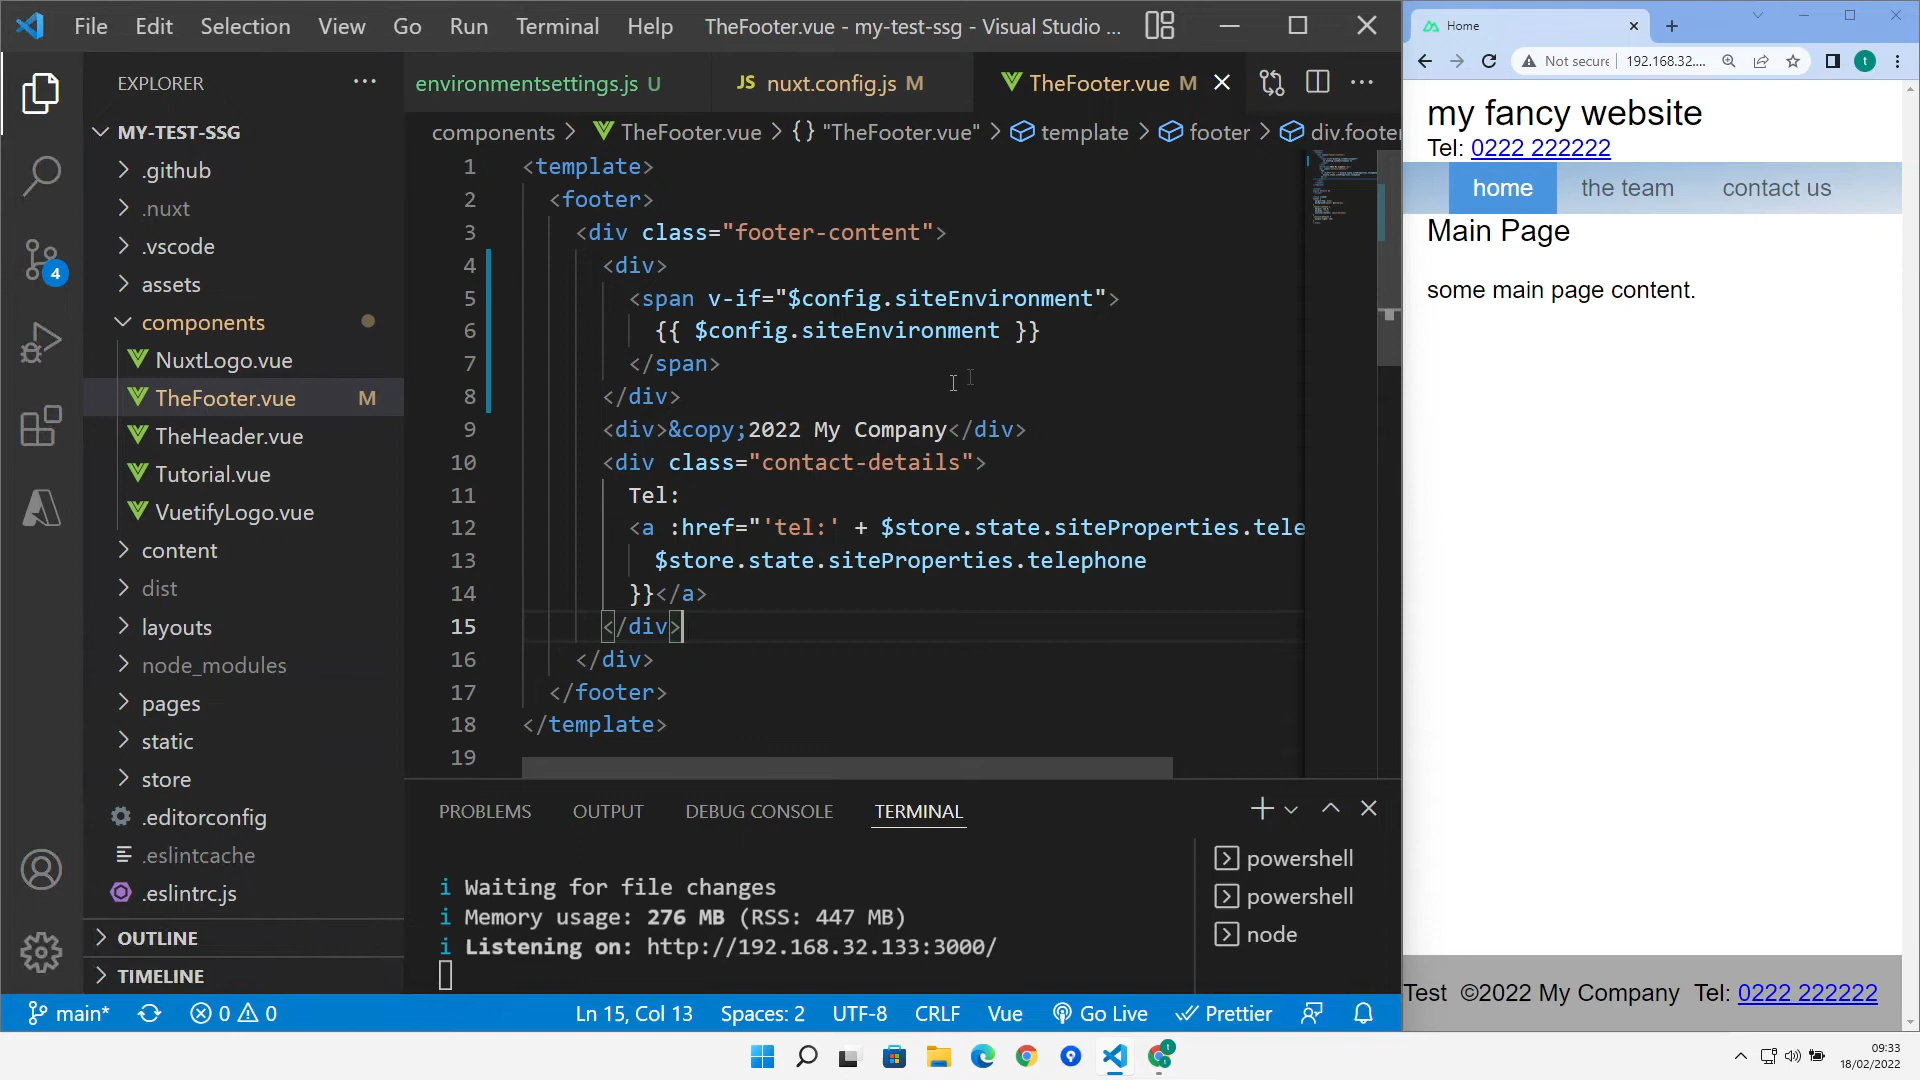 File Edit Selection View Go Run Terminal Help TheFooter.vue - my-test-ssg - Visual Studio ...
EXPLORER
MY-TEST-SSG
.github
.nuxt
.vscode
assets
components
NuxtLogo.vue
TheFooter.vue M
TheHeader.vue
Tutorial.vue
VuetifyLogo.vue
content
dist
layouts
node_modules
pages
static
store
.editorconfig
.eslintcache
.eslintrc.js
OUTLINE
TIMELINE
4
environmentsettings.js U
JS nuxt.config.js M
TheFooter.vue M
components > TheFooter.vue > {} "TheFooter.vue" > template > footer > div.footer
1 <template>
2 <footer>
3 <div class="footer-content">
4 <div>
5 <span v-if="$config.siteEnvironment">
6 {{ $config.siteEnvironment }}
7 </span>
8 </div>
9 <div>&copy;2022 My Company</div>
10 <div class="contact-details">
11 Tel:
12 <a :href="'tel:' + $store.state.siteProperties.tele
13 $store.state.siteProperties.telephone
14 }}</a>
15 </div>
16 </div>
17 </footer>
18 </template>
19
PROBLEMS OUTPUT DEBUG CONSOLE TERMINAL
i Waiting for file changes
i Memory usage: 276 MB (RSS: 447 MB)
i Listening on: http://192.168.32.133:3000/
powershell
powershell
node
main* 0 0 Ln 15, Col 13 Spaces: 2 UTF-8 CRLF Vue Go Live Prettier
Home
Not secure 192.168.32.... t
my fancy website
Tel: 0222 222222
home the team contact us
Main Page
some main page content.
Test ©2022 My Company Tel: 0222 222222
t
09:33
18/02/2022